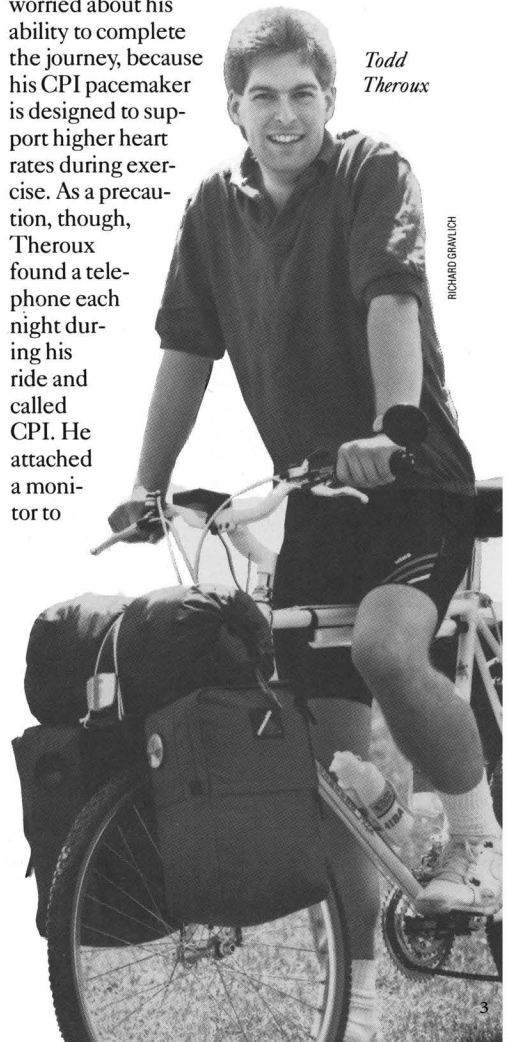 worried about his
ability to complete
the journey, because
his CPI pacemaker
is designed to sup-
port higher heart
rates during exer-
cise. As a precau-
tion, though,
Theroux
found a tele-
phone each
night dur-
ing his
ride and
called
CPI. He
attached
a moni-
tor to
Todd
Theroux
RICHARD GRAVLICH
3